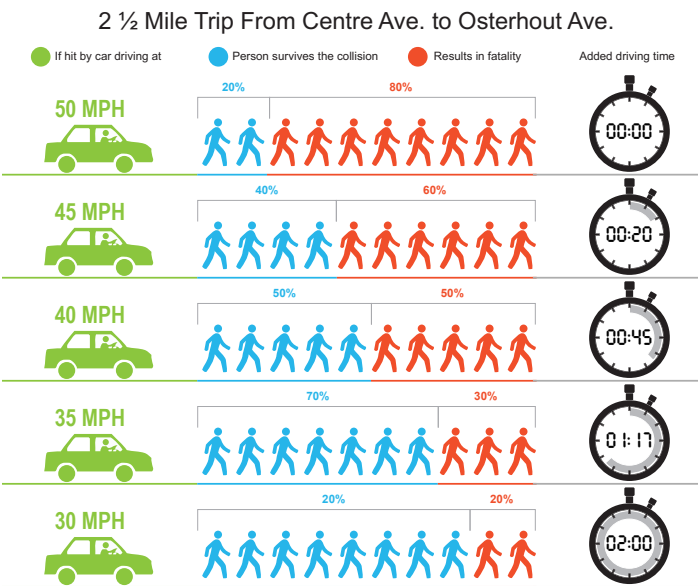 2 ½ Mile Trip From Centre Ave. to Osterhout Ave.
If hit by car driving at Person survives the collision Results in fatality Added driving time
20% 80%
50 MPH
00:00
40% 60%
45 MPH
00:20
50% 50%
40 MPH
00:45
70% 30%
35 MPH
01:17
20% 20%
30 MPH
02:00